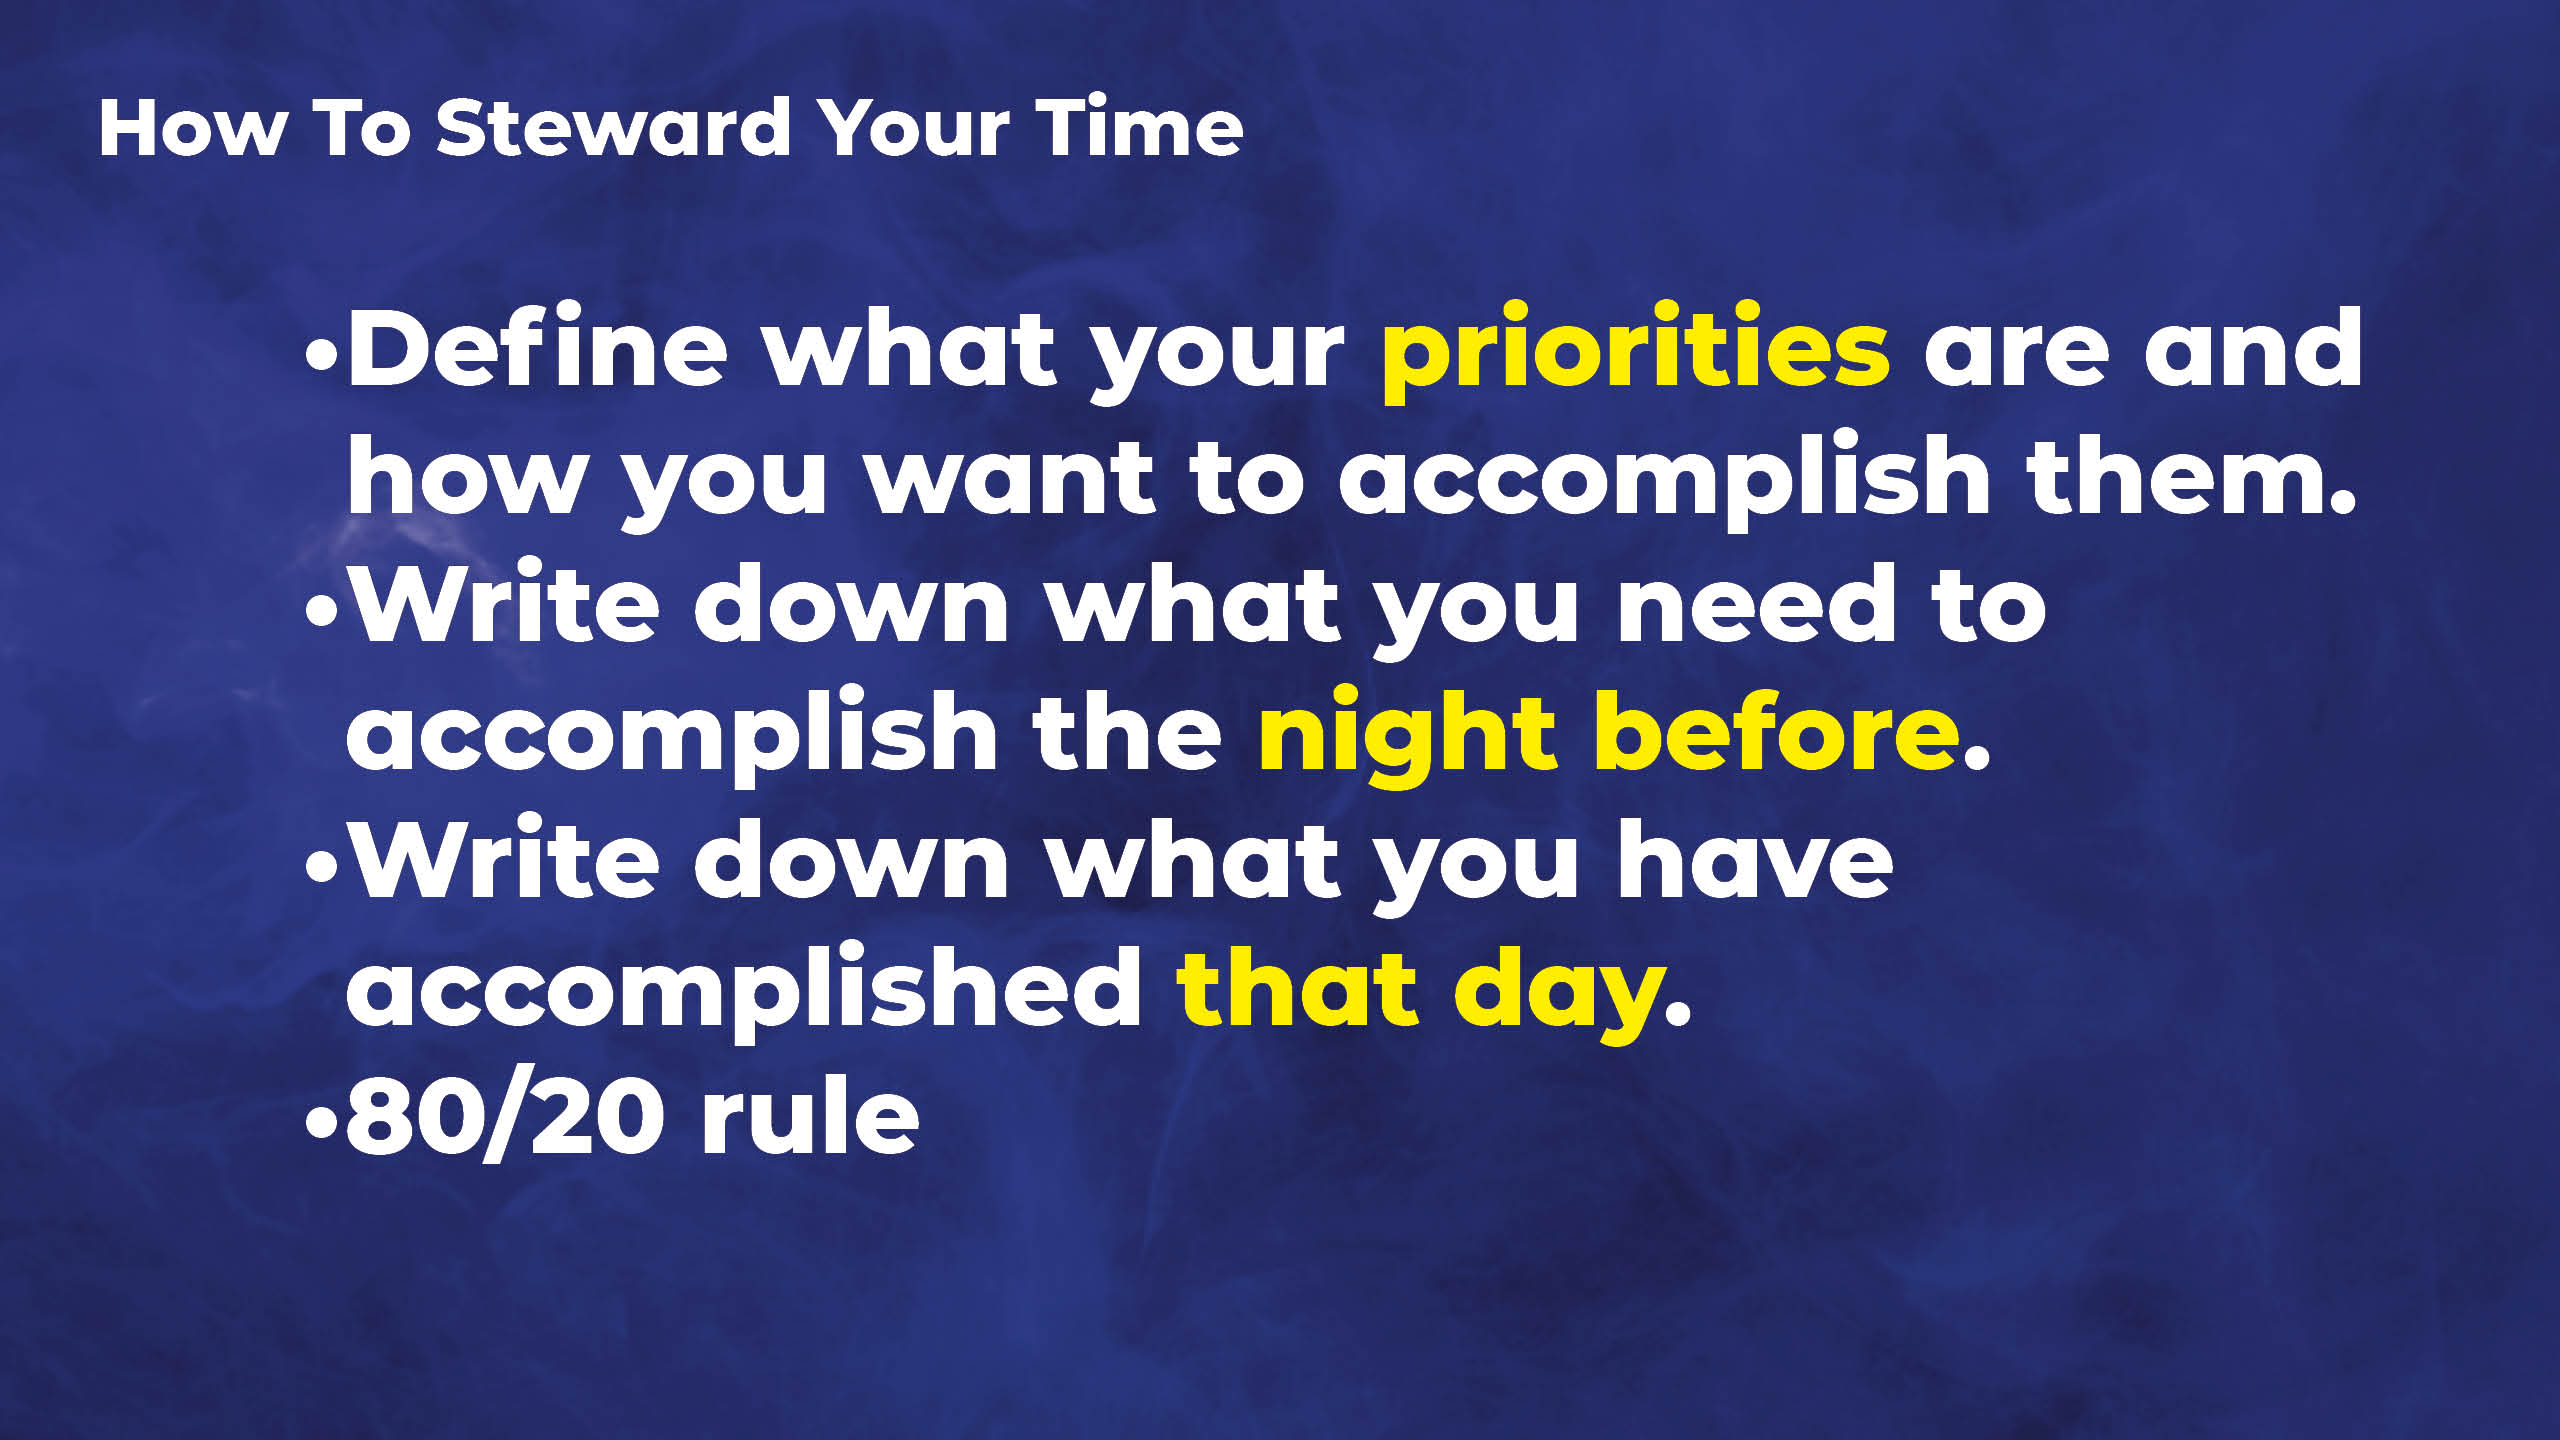 How To Steward Your Time
•Define what your priorities are and
how you want to accomplish them.
•Write down what you need to
accomplish the night before.
•Write down what you have
accomplished that day.
•80/20 rule